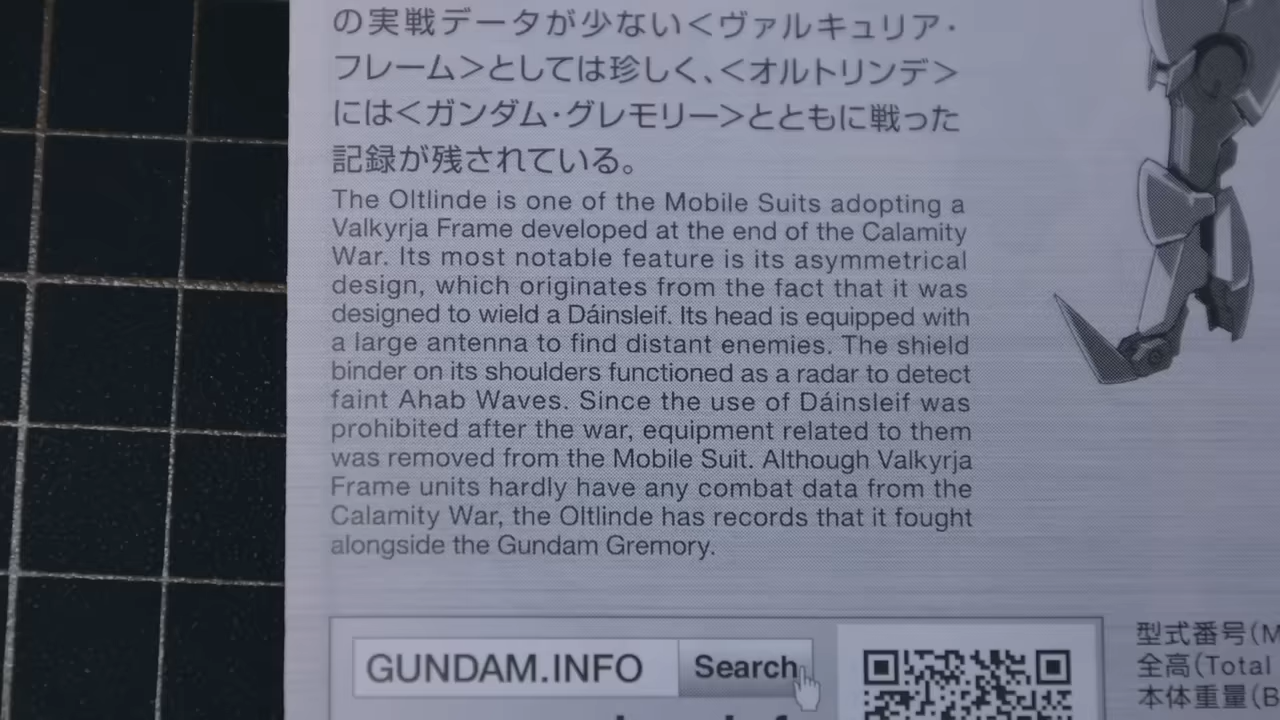 の実戦データが少ない＜ヴァルキュリア・
フレーム＞としては珍しく、＜オルトリンデ＞
には＜ガンダム・グレモリー＞とともに戦った
記録が残されている。
The Oltlinde is one of the Mobile Suits adopting a
Valkyrja Frame developed at the end of the Calamity
War. Its most notable feature is its asymmetrical
design, which originates from the fact that it was
designed to wield a Dáinsleif. Its head is equipped with
a large antenna to find distant enemies. The shield
binder on its shoulders functioned as a radar to detect
faint Ahab Waves. Since the use of Dáinsleif was
prohibited after the war, equipment related to them
was removed from the Mobile Suit. Although Valkyrja
Frame units hardly have any combat data from the
Calamity War, the Oltlinde has records that it fought
alongside the Gundam Gremory.
GUNDAM.INFO Search
型式番号(M
全高(Total
本体重量(B